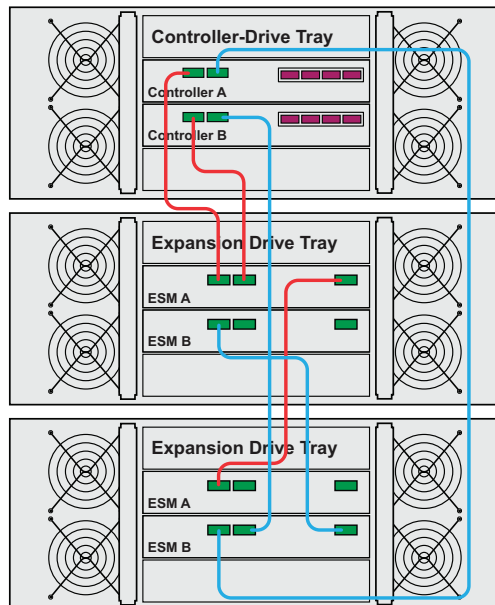 Controller-Drive Tray
Controller A
Controller B
Expansion Drive Tray
ESM A
ESM B
Expansion Drive Tray
ESM A
ESM B